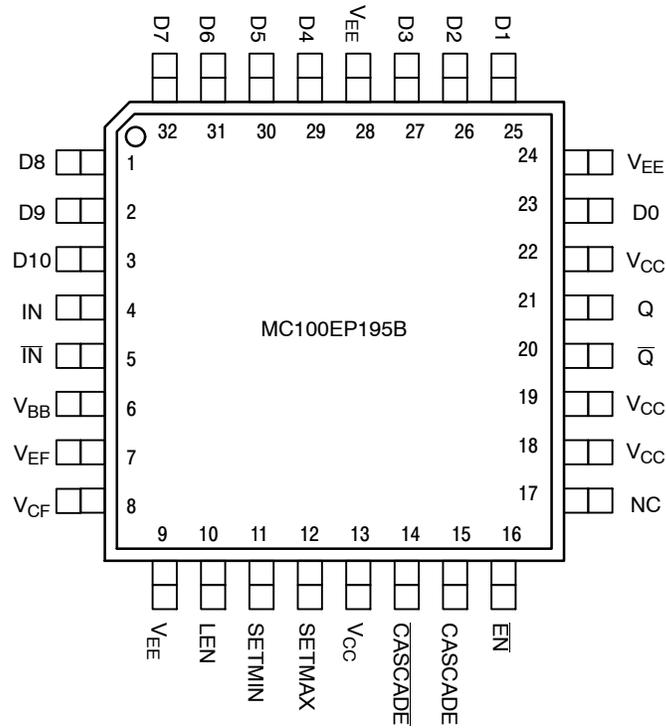 D7 D6 D5 D4 VEE D3 D2 D1
32 31 30 29 28 27 26 25
D8 1 24 VEE
D9 2 23 D0
D10 3 22 VCC
IN 4 21 Q
I̅N̅ 5 20 Q̅
VBB 6 19 VCC
VEF 7 18 VCC
VCF 8 17 NC
MC100EP195B
9 10 11 12 13 14 15 16
VEE LEN SETMIN SETMAX VCC C̅A̅S̅C̅A̅D̅E̅ CASCADE E̅N̅